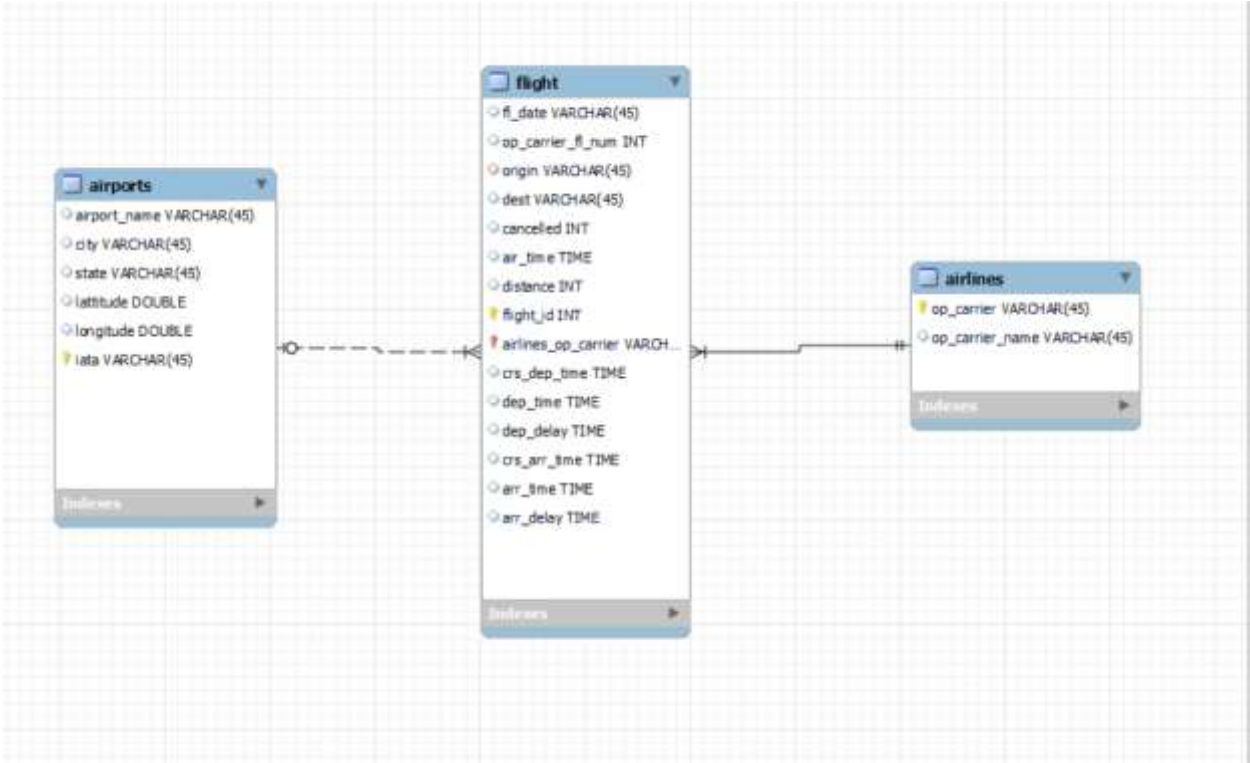 airports
airport_name VARCHAR(45)
city VARCHAR(45)
state VARCHAR(45)
lattitude DOUBLE
longitude DOUBLE
iata VARCHAR(45)
Indexes
flight
fl_date VARCHAR(45)
op_carrier_fl_num INT
origin VARCHAR(45)
dest VARCHAR(45)
cancelled INT
air_time TIME
distance INT
flight_id INT
airlines_op_carrier VARCH...
crs_dep_time TIME
dep_time TIME
dep_delay TIME
crs_arr_time TIME
arr_time TIME
arr_delay TIME
Indexes
airlines
op_carrier VARCHAR(45)
op_carrier_name VARCHAR(45)
Indexes